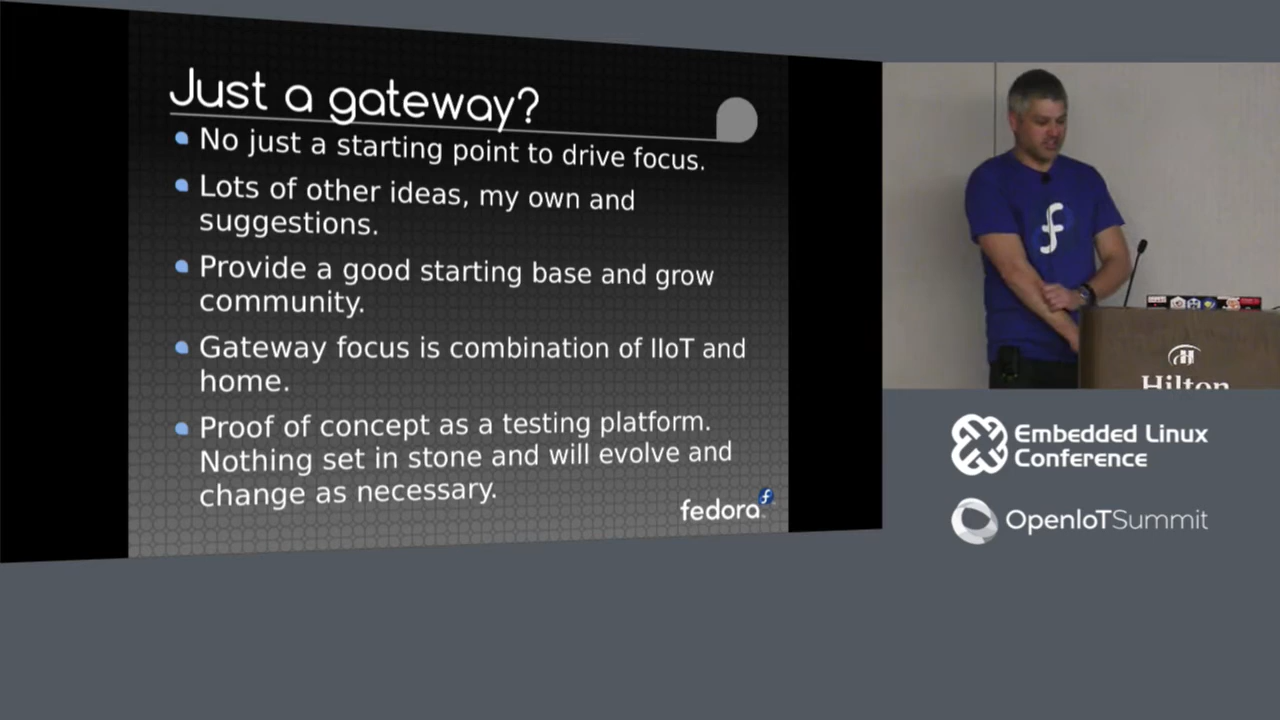 Just a gateway?
No just a starting point to drive focus.
Lots of other ideas, my own and
suggestions.
Provide a good starting base and grow
community.
Gateway focus is combination of IIoT and
home.
Proof of concept as a testing platform.
Nothing set in stone and will evolve and
change as necessary.
fedora
Hilton
Embedded Linux
Conference
OpenIoTSummit